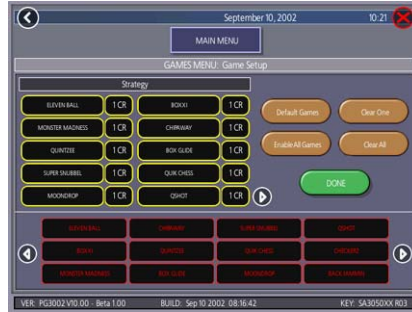 September 10, 2002 10:21
MAIN MENU
GAMES MENU: Game Setup
Strategy
ELEVEN BALL 1 CR BOXXI 1 CR
Default Games Clear One
MONSTER MADNESS 1 CR CHIPAWAY 1 CR
QUINTZEE 1 CR BOX GLIDE 1 CR
Enable All Games Clear All
SUPER SNUBBEL 1 CR QUIK CHESS 1 CR
DONE
MOONDROP 1 CR QSHOT 1 CR
ELEVEN BALL CHIPAWAY SUPER SNUBBEL QSHOT
BOXXI QUINTZEE QUIK CHESS CHECKERS
MONSTER MADNESS BOX GLIDE MOONDROP BACK GAMMON
VER: PG3002 V10.00 - Beta 1.00 BUILD: Sep 10 2002 08:16:42 KEY: SA3050XX R03